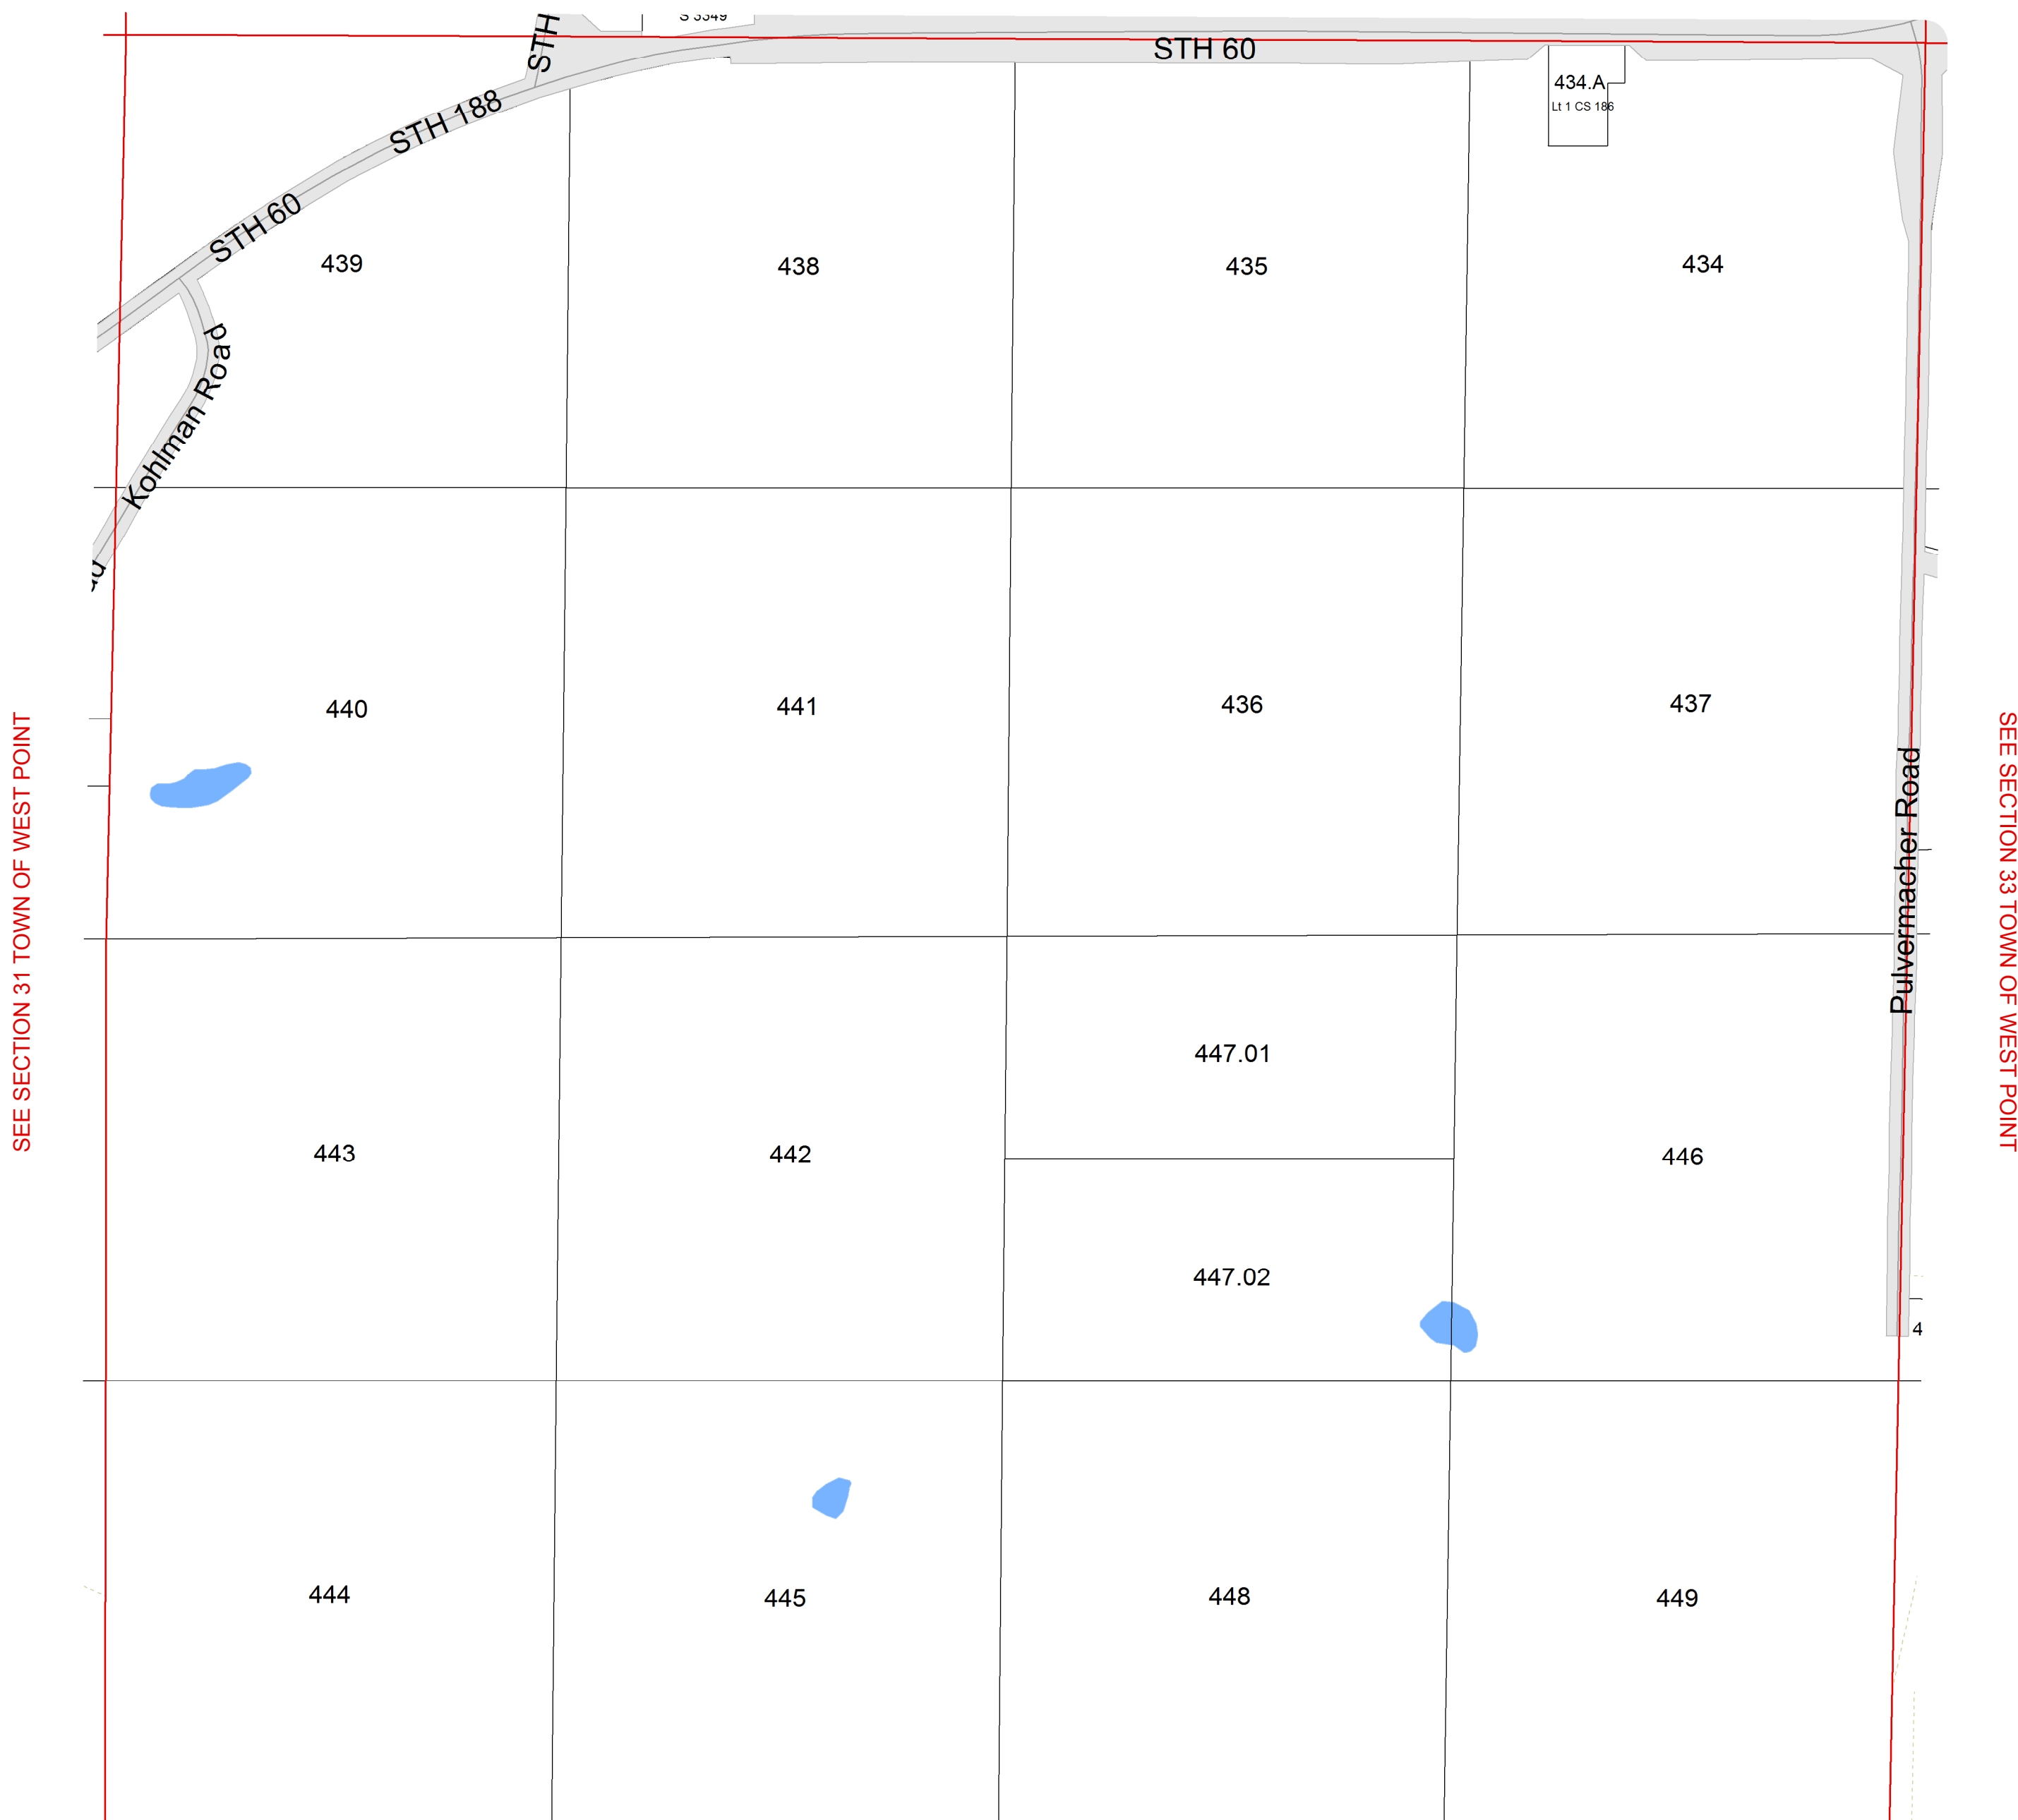 S 3349
STH
STH 60
434.A
Lt 1 CS 186
STH 188
STH 60
439
438
435
434
Kohlman Road
440
441
436
437
SEE SECTION 31 TOWN OF WEST POINT
SEE SECTION 33 TOWN OF WEST POINT
Pulvermacher Road
447.01
443
442
446
447.02
4
444
445
448
449